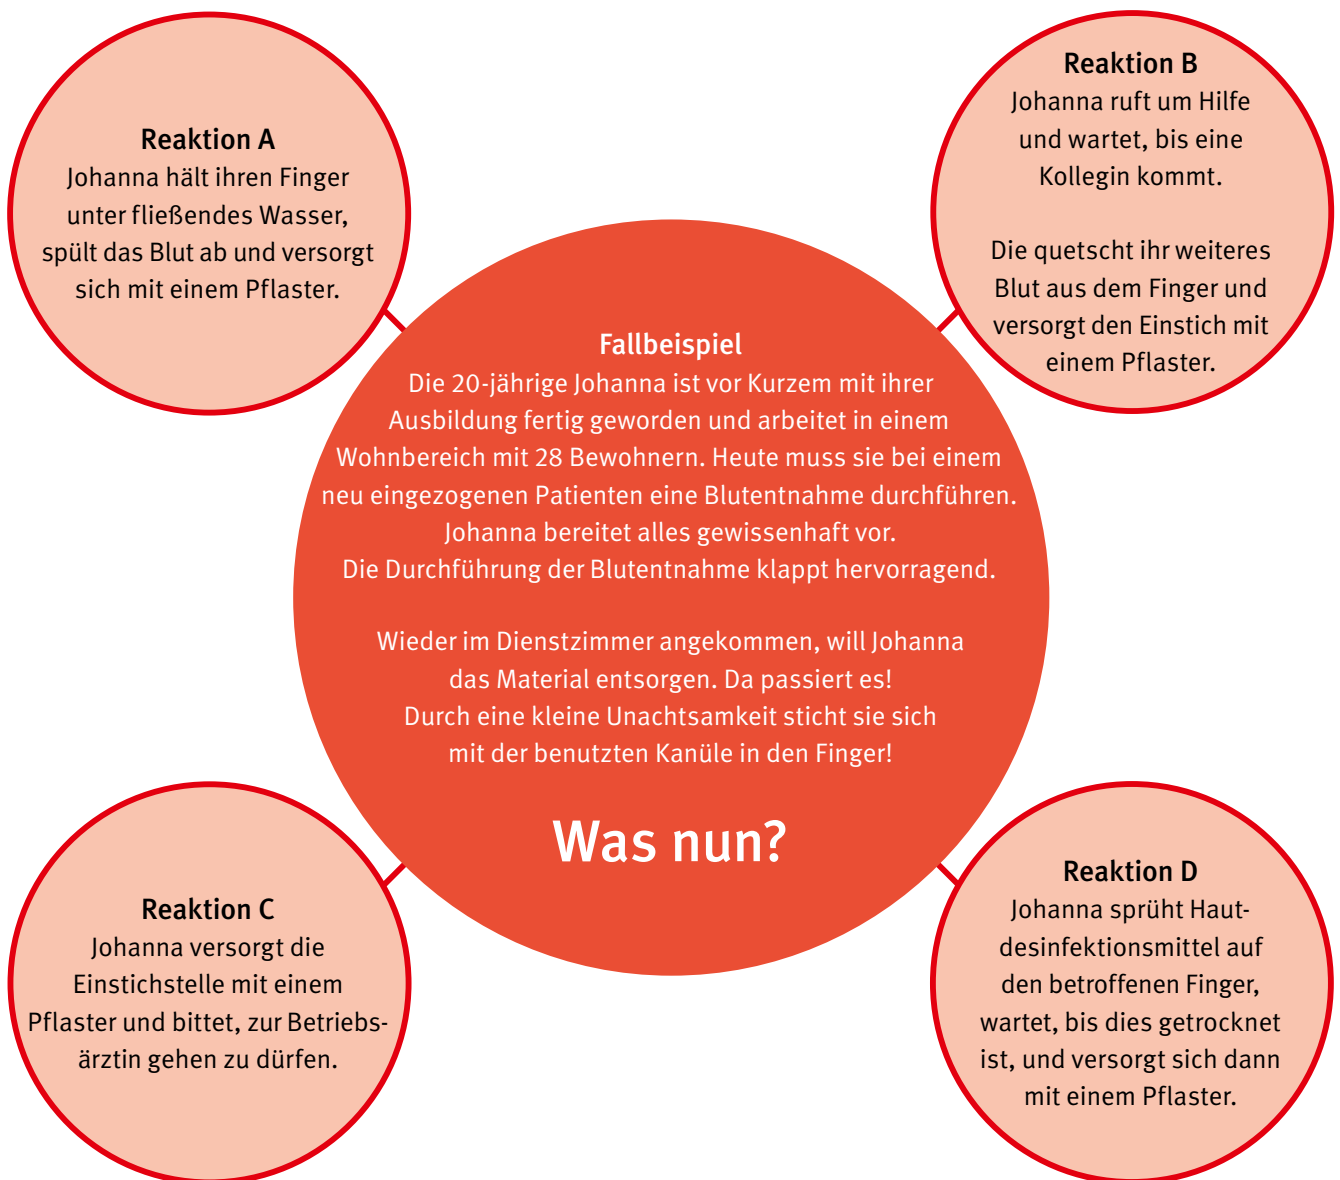 Reaktion A
Johanna hält ihren Finger
unter fließendes Wasser,
spült das Blut ab und versorgt
sich mit einem Pflaster.
Reaktion B
Johanna ruft um Hilfe
und wartet, bis eine
Kollegin kommt.
Die quetscht ihr weiteres
Blut aus dem Finger und
versorgt den Einstich mit
einem Pflaster.
Fallbeispiel
Die 20-jährige Johanna ist vor Kurzem mit ihrer
Ausbildung fertig geworden und arbeitet in einem
Wohnbereich mit 28 Bewohnern. Heute muss sie bei einem
neu eingezogenen Patienten eine Blutentnahme durchführen.
Johanna bereitet alles gewissenhaft vor.
Die Durchführung der Blutentnahme klappt hervorragend.
Wieder im Dienstzimmer angekommen, will Johanna
das Material entsorgen. Da passiert es!
Durch eine kleine Unachtsamkeit sticht sie sich
mit der benutzten Kanüle in den Finger!
Was nun?
Reaktion C
Johanna versorgt die
Einstichstelle mit einem
Pflaster und bittet, zur Betriebs-
ärztin gehen zu dürfen.
Reaktion D
Johanna sprüht Haut-
desinfektionsmittel auf
den betroffenen Finger,
wartet, bis dies getrocknet
ist, und versorgt sich dann
mit einem Pflaster.